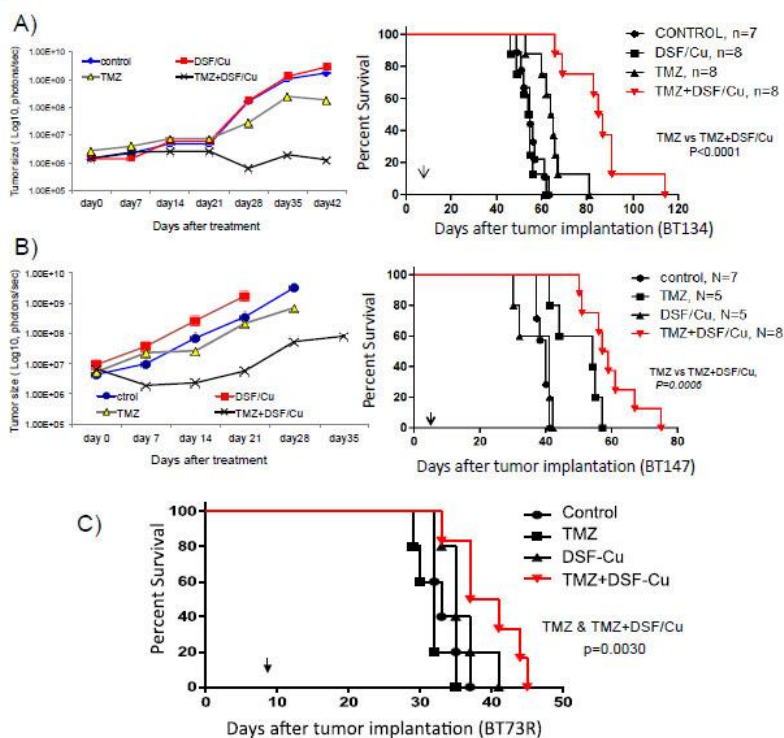 A)
Tumor size ( Log10, photons/sec)
1.00E+10
1.00E+09
1.00E+08
1.00E+07
1.00E+06
1.00E+05
control
DSF/Cu
TMZ
TMZ+DSF/Cu
day0 day7 day14 day21 day28 day35 day42
Days after treatment
Percent Survival
100
80
60
40
20
0
CONTROL, n=7
DSF/Cu, n=8
TMZ, n=8
TMZ+DSF/Cu, n=8
TMZ vs TMZ+DSF/Cu
P<0.0001
0 20 40 60 80 100 120
Days after tumor implantation (BT134)
B)
Tumor size ( Log10, photons/sec)
1.00E+10
1.00E+09
1.00E+08
1.00E+07
1.00E+06
1.00E+05
ctrol
DSF/Cu
TMZ
TMZ+DSF/Cu
day 0 day 7 day 14 day 21 day28 day35
Days after treatment
Percent Survival
100
80
60
40
20
0
control, N=7
TMZ, N=5
DSF/Cu, N=5
TMZ+DSF/Cu, N=8
TMZ vs TMZ+DSF/Cu,
P=0.0006
0 20 40 60 80
Days after tumor implantation (BT147)
C)
Percent Survival
100
80
60
40
20
0
Control
TMZ
DSF-Cu
TMZ+DSF-Cu
TMZ & TMZ+DSF/Cu
p=0.0030
0 10 20 30 40 50
Days after tumor implantation (BT73R)